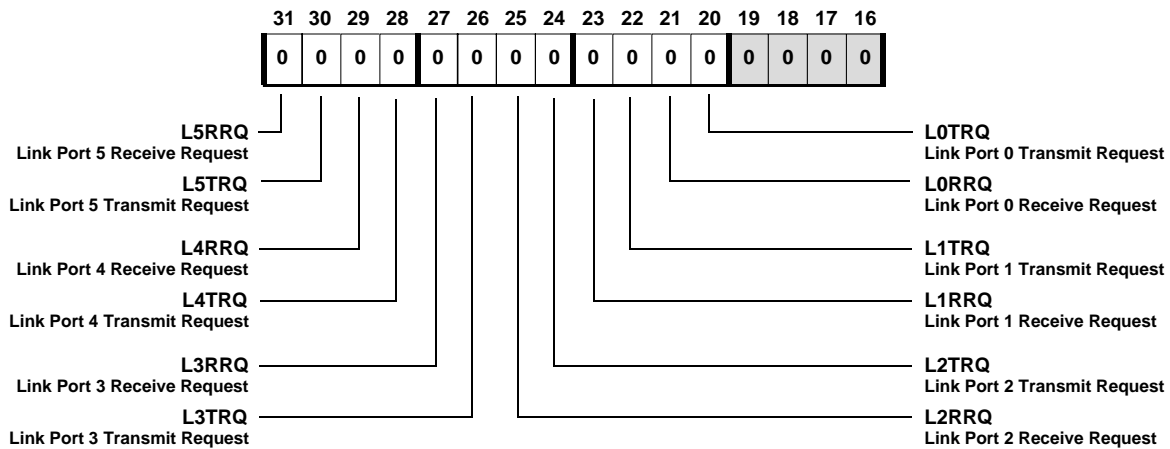 31 30 29 28 27 26 25 24 23 22 21 20 19 18 17 16
0 0 0 0 0 0 0 0 0 0 0 0 0 0 0 0
L5RRQ
Link Port 5 Receive Request
L5TRQ
Link Port 5 Transmit Request
L4RRQ
Link Port 4 Receive Request
L4TRQ
Link Port 4 Transmit Request
L3RRQ
Link Port 3 Receive Request
L3TRQ
Link Port 3 Transmit Request
L0TRQ
Link Port 0 Transmit Request
L0RRQ
Link Port 0 Receive Request
L1TRQ
Link Port 1 Transmit Request
L1RRQ
Link Port 1 Receive Request
L2TRQ
Link Port 2 Transmit Request
L2RRQ
Link Port 2 Receive Request